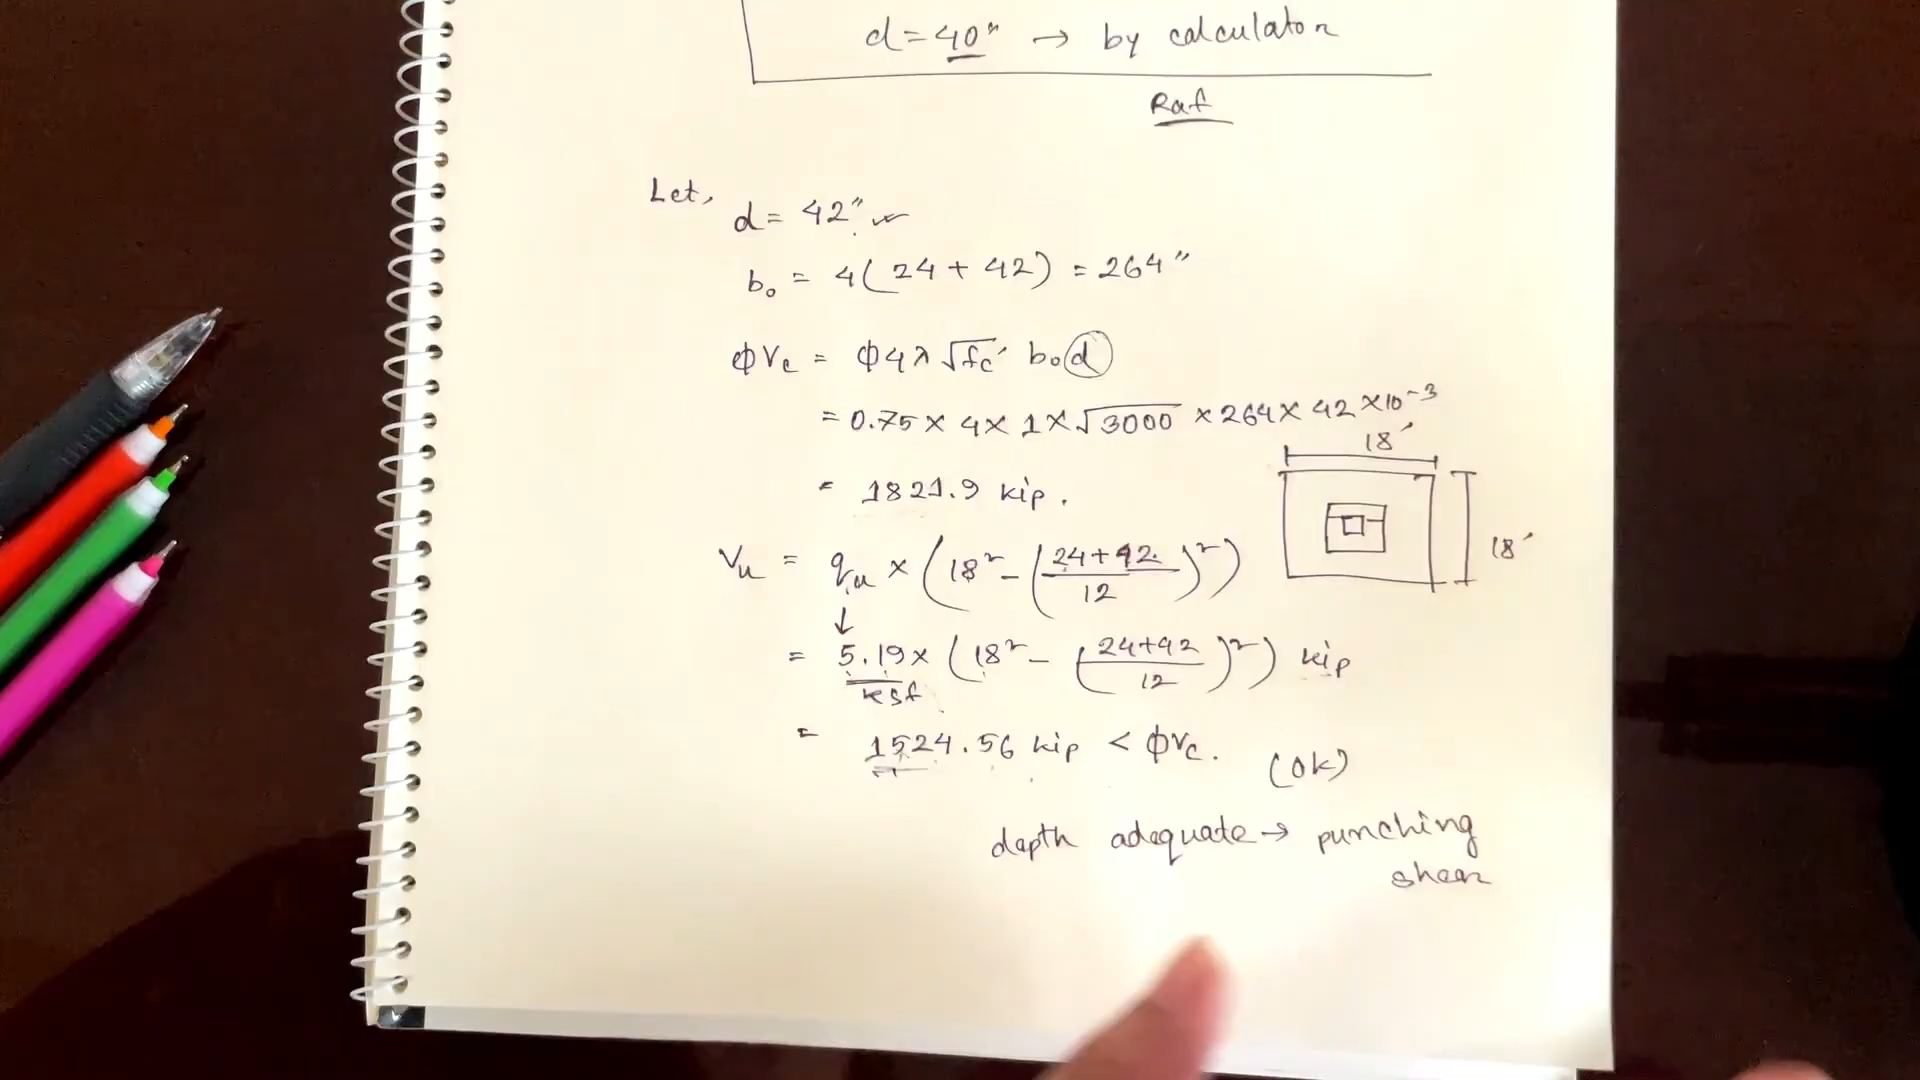 d = 40" → by calculator
Raf
Let,
d = 42"
b₀ = 4(24 + 42) = 264"
ϕVc = ϕ4λ√fc' b₀d
= 0.75 × 4 × 1 × √3000 × 264 × 42 × 10⁻³
18'
= 1821.9 kip.
18'
Vu = qu × (18² - ((24+42)/12)²)
↓
= 5.19 × (18² - ((24+42)/12)²) kip
ksf
= 1524.56 kip < ϕVc. (OK)
depth adequate → punching
shear